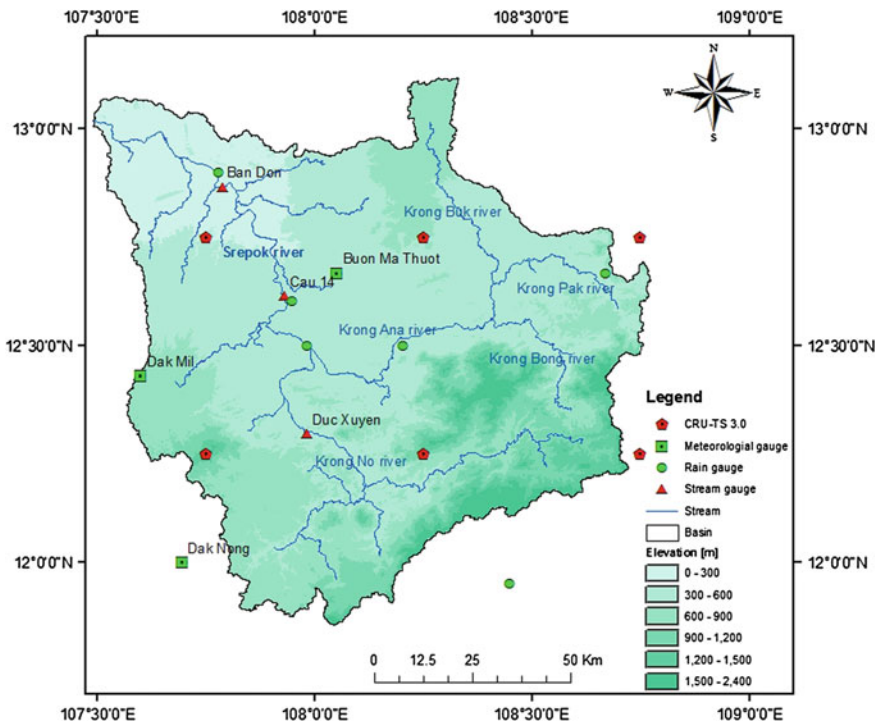 107°30'0"E 108°0'0"E 108°30'0"E 109°0'0"E
N
W E
S
13°0'0"N 13°0'0"N
Ban Don
Krong Buk river
Srepok river
Buon Ma Thuot
Cau 14
Krong Pak river
Krong Ana river
12°30'0"N 12°30'0"N
Krong Bong river
Dak Mil
Duc Xuyen
Krong No river
Dak Nong
12°0'0"N 12°0'0"N
Legend
CRU-TS 3.0
Meteorologial gauge
Rain gauge
Stream gauge
Stream
Basin
Elevation [m]
0 - 300
300 - 600
600 - 900
900 - 1,200
1,200 - 1,500
1,500 - 2,400
0 12.5 25 50 Km
107°30'0"E 108°0'0"E 108°30'0"E 109°0'0"E